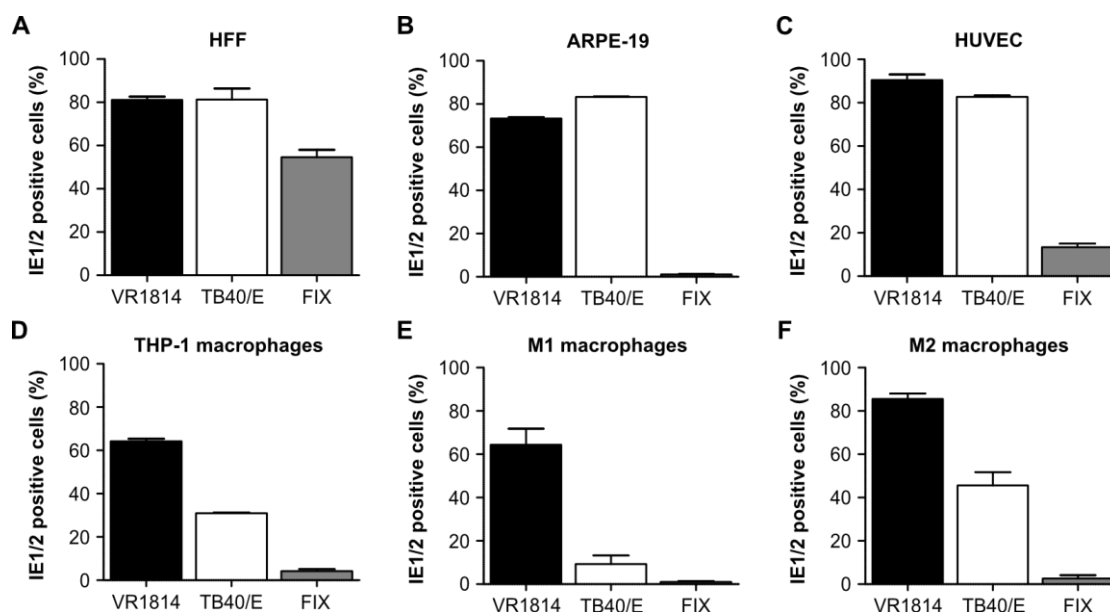 A
HFF
IE1/2 positive cells (%)
100
80
60
40
20
0
VR1814 TB40/E FIX
B
ARPE-19
IE1/2 positive cells (%)
100
80
60
40
20
0
VR1814 TB40/E FIX
C
HUVEC
IE1/2 positive cells (%)
100
80
60
40
20
0
VR1814 TB40/E FIX
D
THP-1 macrophages
IE1/2 positive cells (%)
100
80
60
40
20
0
VR1814 TB40/E FIX
E
M1 macrophages
IE1/2 positive cells (%)
100
80
60
40
20
0
VR1814 TB40/E FIX
F
M2 macrophages
IE1/2 positive cells (%)
100
80
60
40
20
0
VR1814 TB40/E FIX